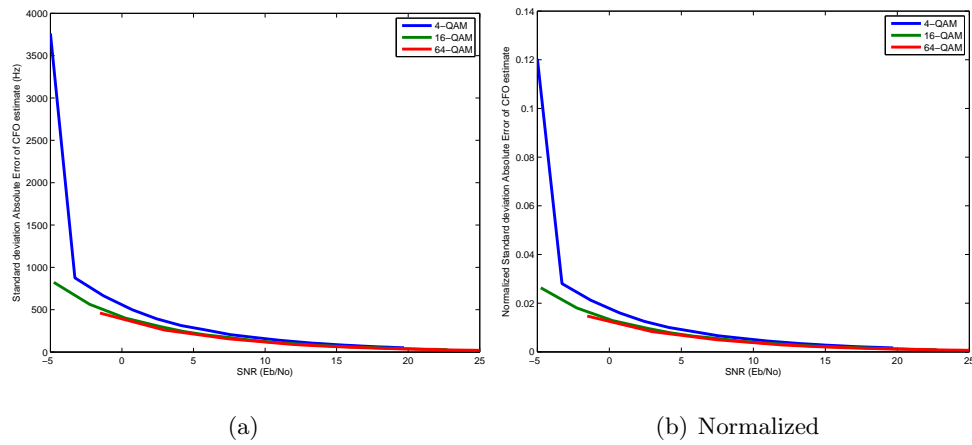 4-QAM
16-QAM
64-QAM
4000
3500
3000
2500
2000
1500
1000
500
0
Standard deviation Absolute Error of CFO estimate (Hz)
-5 0 5 10 15 20 25
SNR (Eb/No)
(a)
4-QAM
16-QAM
64-QAM
0.14
0.12
0.1
0.08
0.06
0.04
0.02
0
Normalized Standard deviation Absolute Error of CFO estimate
-5 0 5 10 15 20 25
SNR (Eb/No)
(b) Normalized